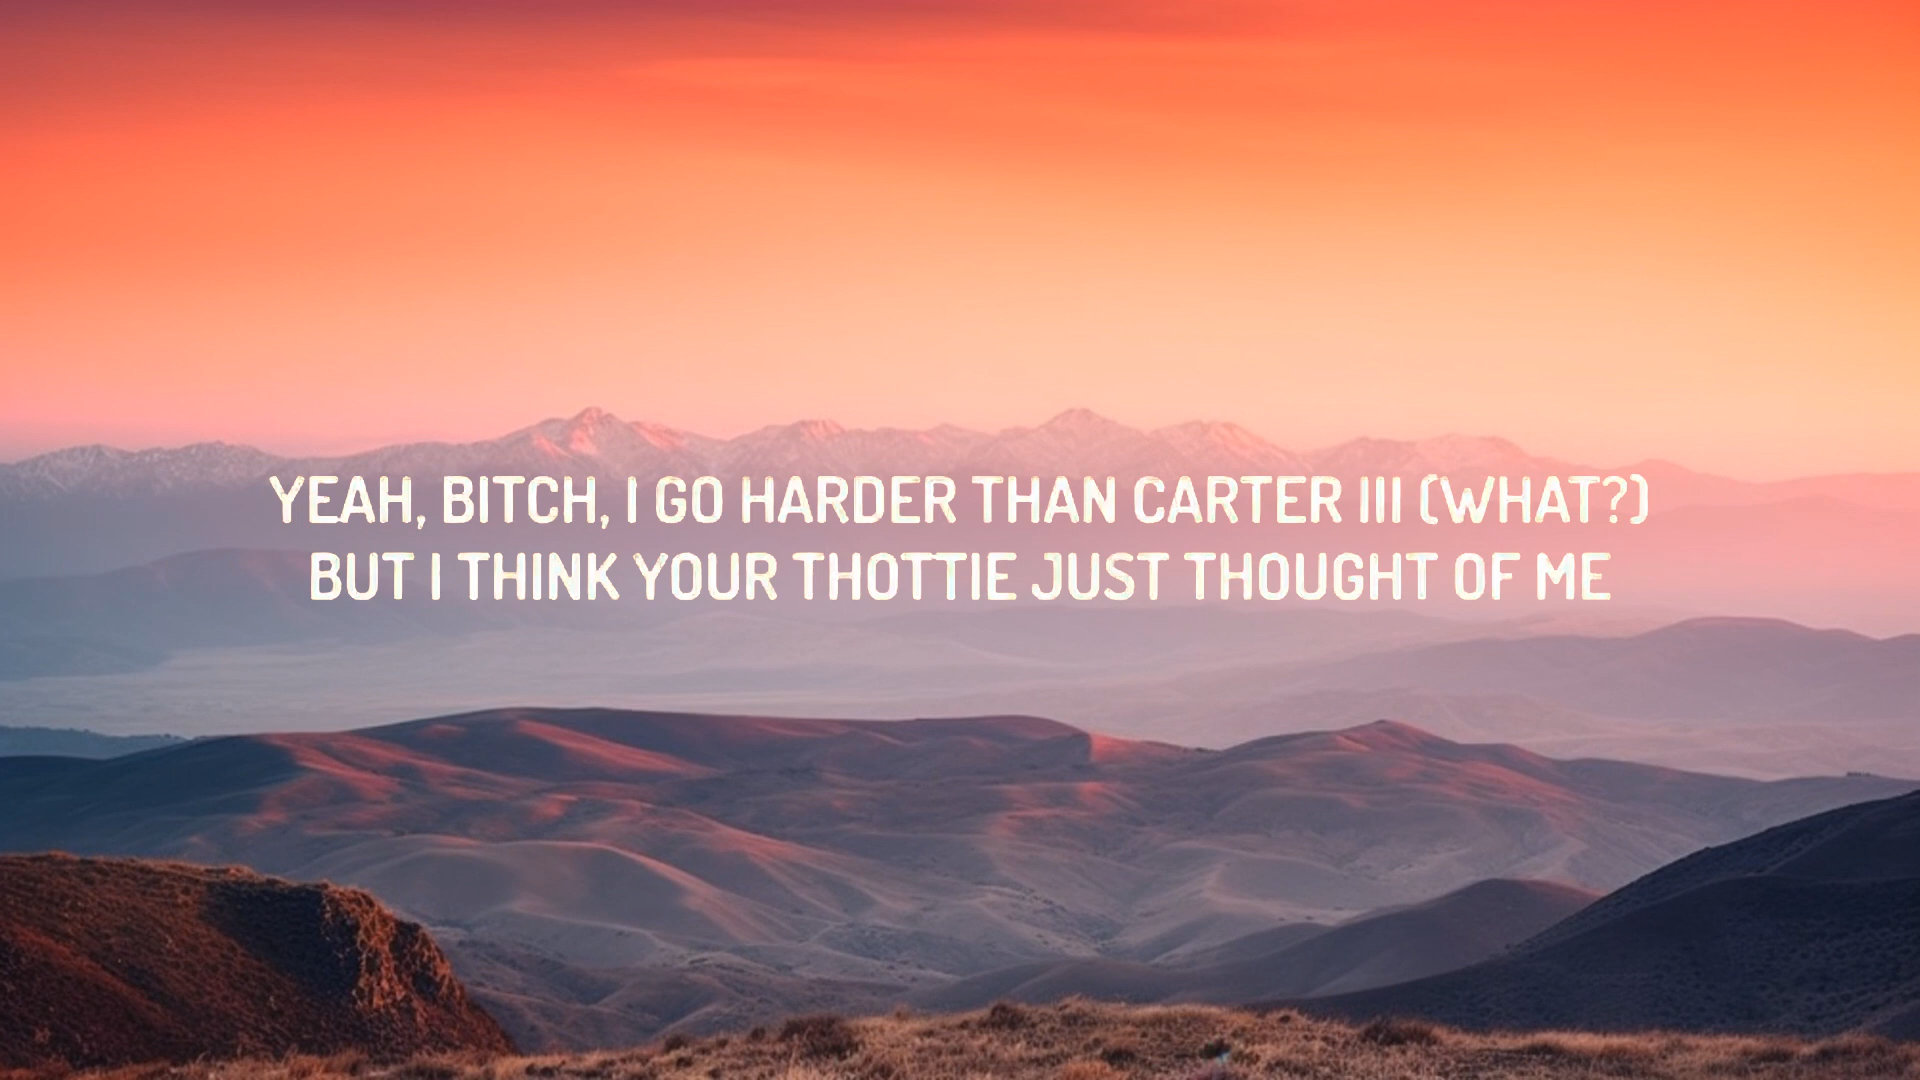 YEAH, BITCH, I GO HARDER THAN CARTER III (WHAT?)
BUT I THINK YOUR THOTTIE JUST THOUGHT OF ME